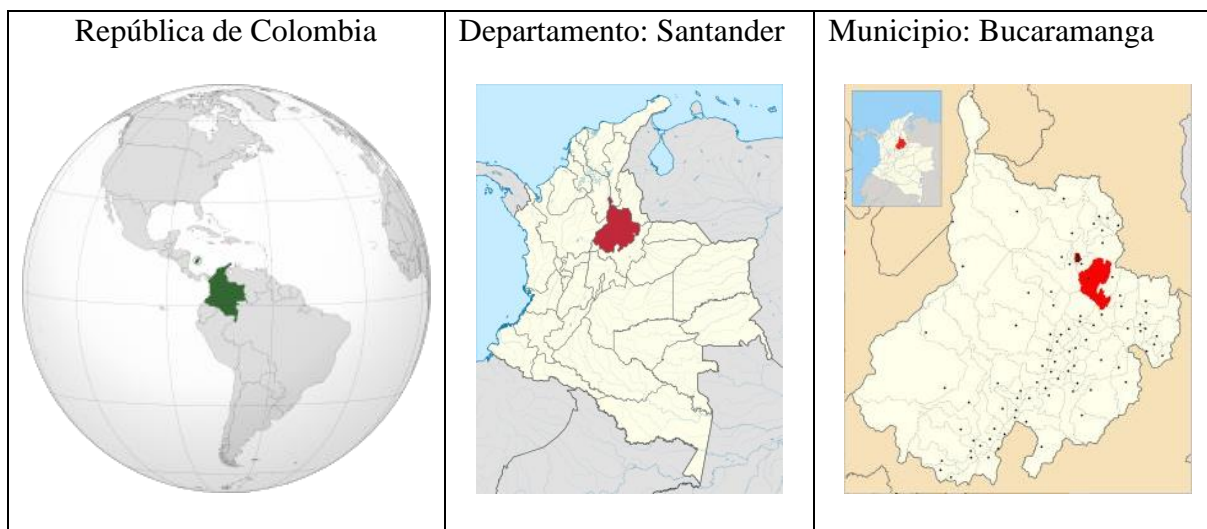 República de Colombia
Departamento: Santander
Municipio: Bucaramanga